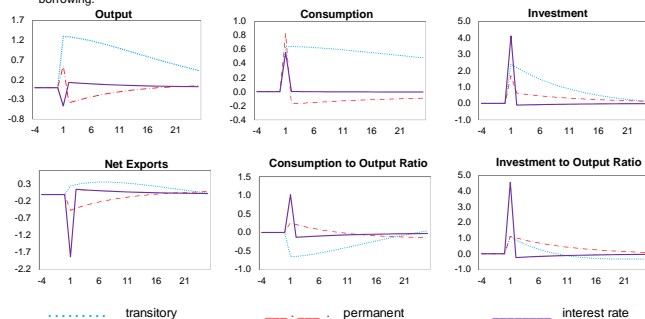 borrowing.
Output
Consumption
Investment
1.7
1.2
0.7
0.2
-0.3
-0.8
-4 1 6 11 16 21
1.0
0.8
0.6
0.4
0.2
0.0
-0.2
-0.4
-4 1 6 11 16 21
5.0
4.0
3.0
2.0
1.0
0.0
-1.0
-4 1 6 11 16 21
Net Exports
Consumption to Output Ratio
Investment to Output Ratio
0.3
-0.2
-0.7
-1.2
-1.7
-2.2
-4 1 6 11 16 21
1.5
1.0
0.5
0.0
-0.5
-1.0
-4 1 6 11 16 21
5.0
4.0
3.0
2.0
1.0
0.0
-1.0
-4 1 6 11 16 21
transitory permanent interest rate